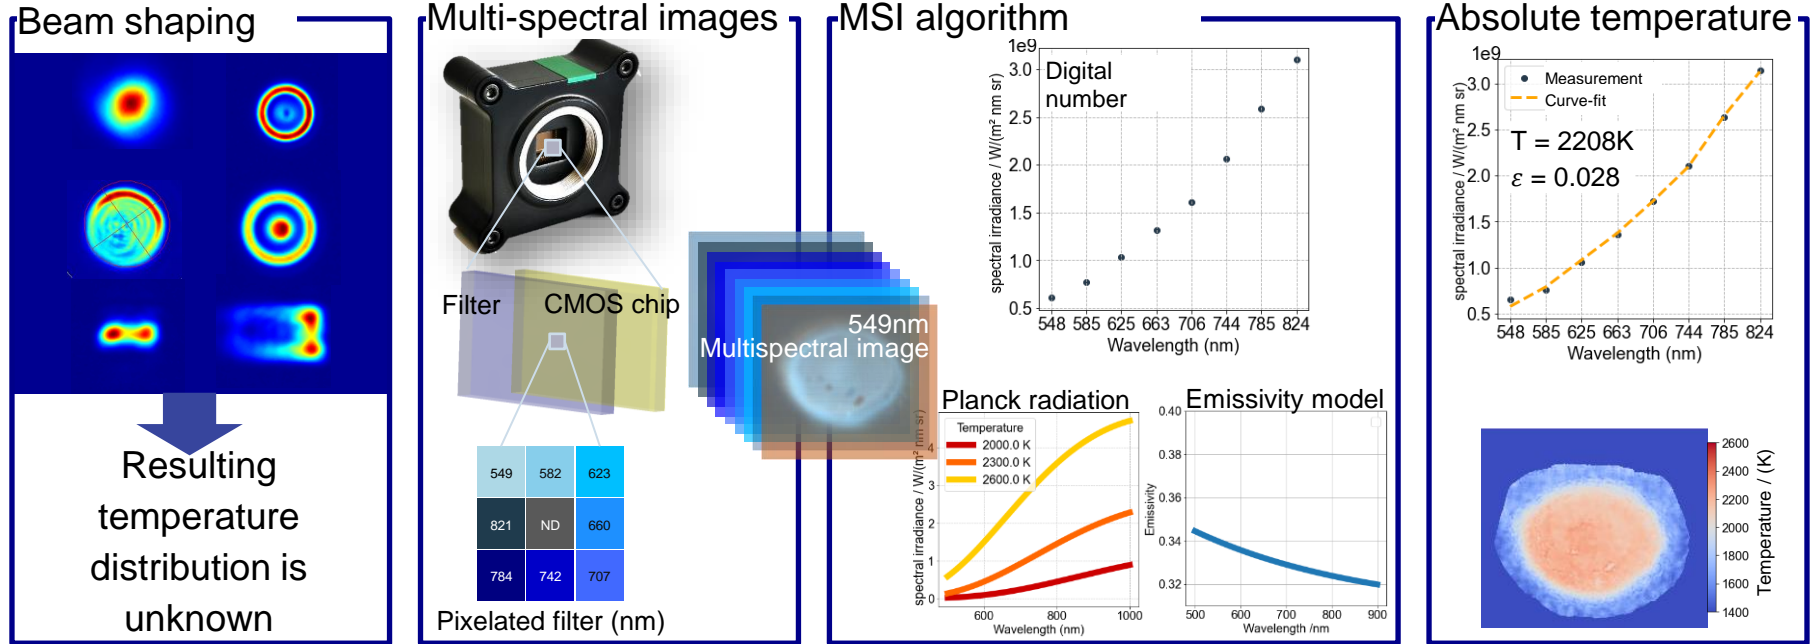 Beam shaping
Resulting
temperature
distribution is
unknown
Multi-spectral images
Filter
CMOS chip
549nm
Multispectral image
549 582 623
821 ND 660
784 742 707
Pixelated filter (nm)
MSI algorithm
1e9
Digital
number
spectral irradiance / W/(m² nm sr)
3.0
2.5
2.0
1.5
1.0
0.5
548 585 625 663 706 744 785 824
Wavelength (nm)
Planck radiation
Temperature
2000.0 K
2300.0 K
2600.0 K
spectral irradiance / W/(m² nm sr)
4
3
2
1
0
600 800 1000
Wavelength (nm)
Emissivity model
Emissivity
0.40
0.38
0.36
0.34
0.32
500 600 700 800 900
Wavelength /nm
Absolute temperature
1e9
Measurement
Curve-fit
T = 2208K
ε = 0.028
spectral irradiance / W/(m² nm sr)
3.0
2.5
2.0
1.5
1.0
0.5
548 585 625 663 706 744 785 824
Wavelength (nm)
2600
2400
2200
2000
1800
1600
1400
Temperature / (K)